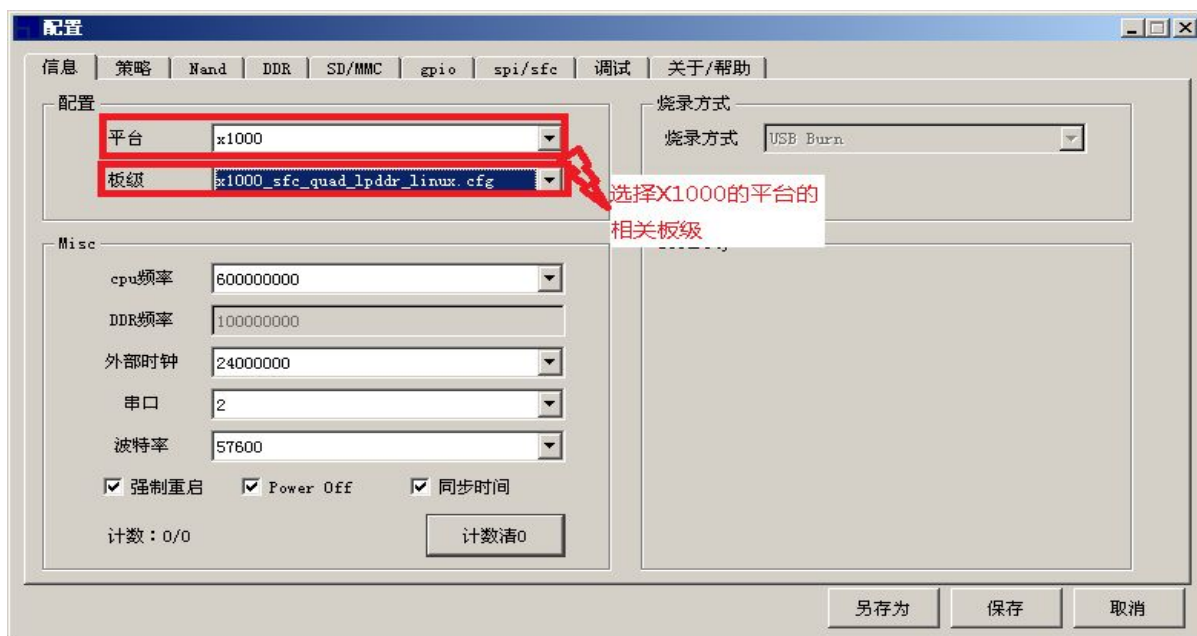 配置
信息 策略 Nand DDR SD/MMC gpio spi/sfc 调试 关于/帮助
配置
平台 x1000
板级 x1000_sfc_quad_lpddr_linux.cfg
烧录方式
烧录方式 USB Burn
选择X1000的平台的
相关板级
Misc
cpu频率 600000000
DDR频率 100000000
外部时钟 24000000
串口 2
波特率 57600
强制重启 Power Off 同步时间
计数：0/0 计数清0
另存为 保存 取消